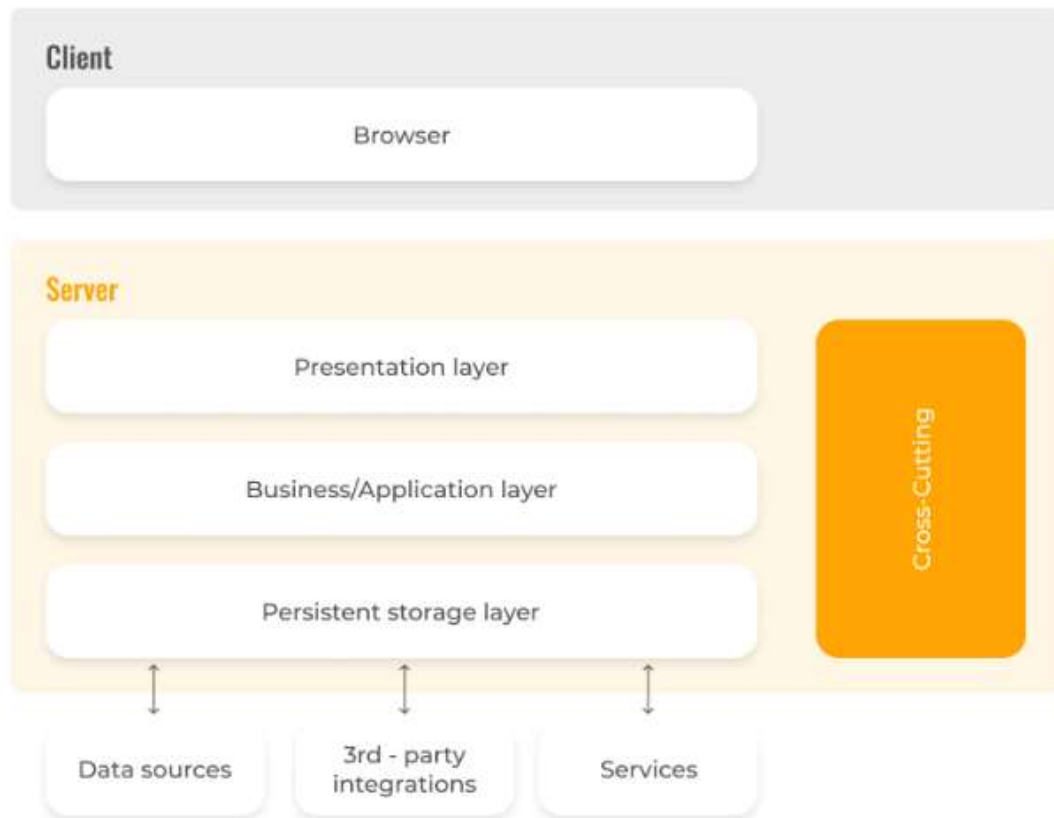 Client
Browser
Server
Presentation layer
Business/Application layer
Persistent storage layer
Cross-Cutting
Data sources
3rd - party
integrations
Services